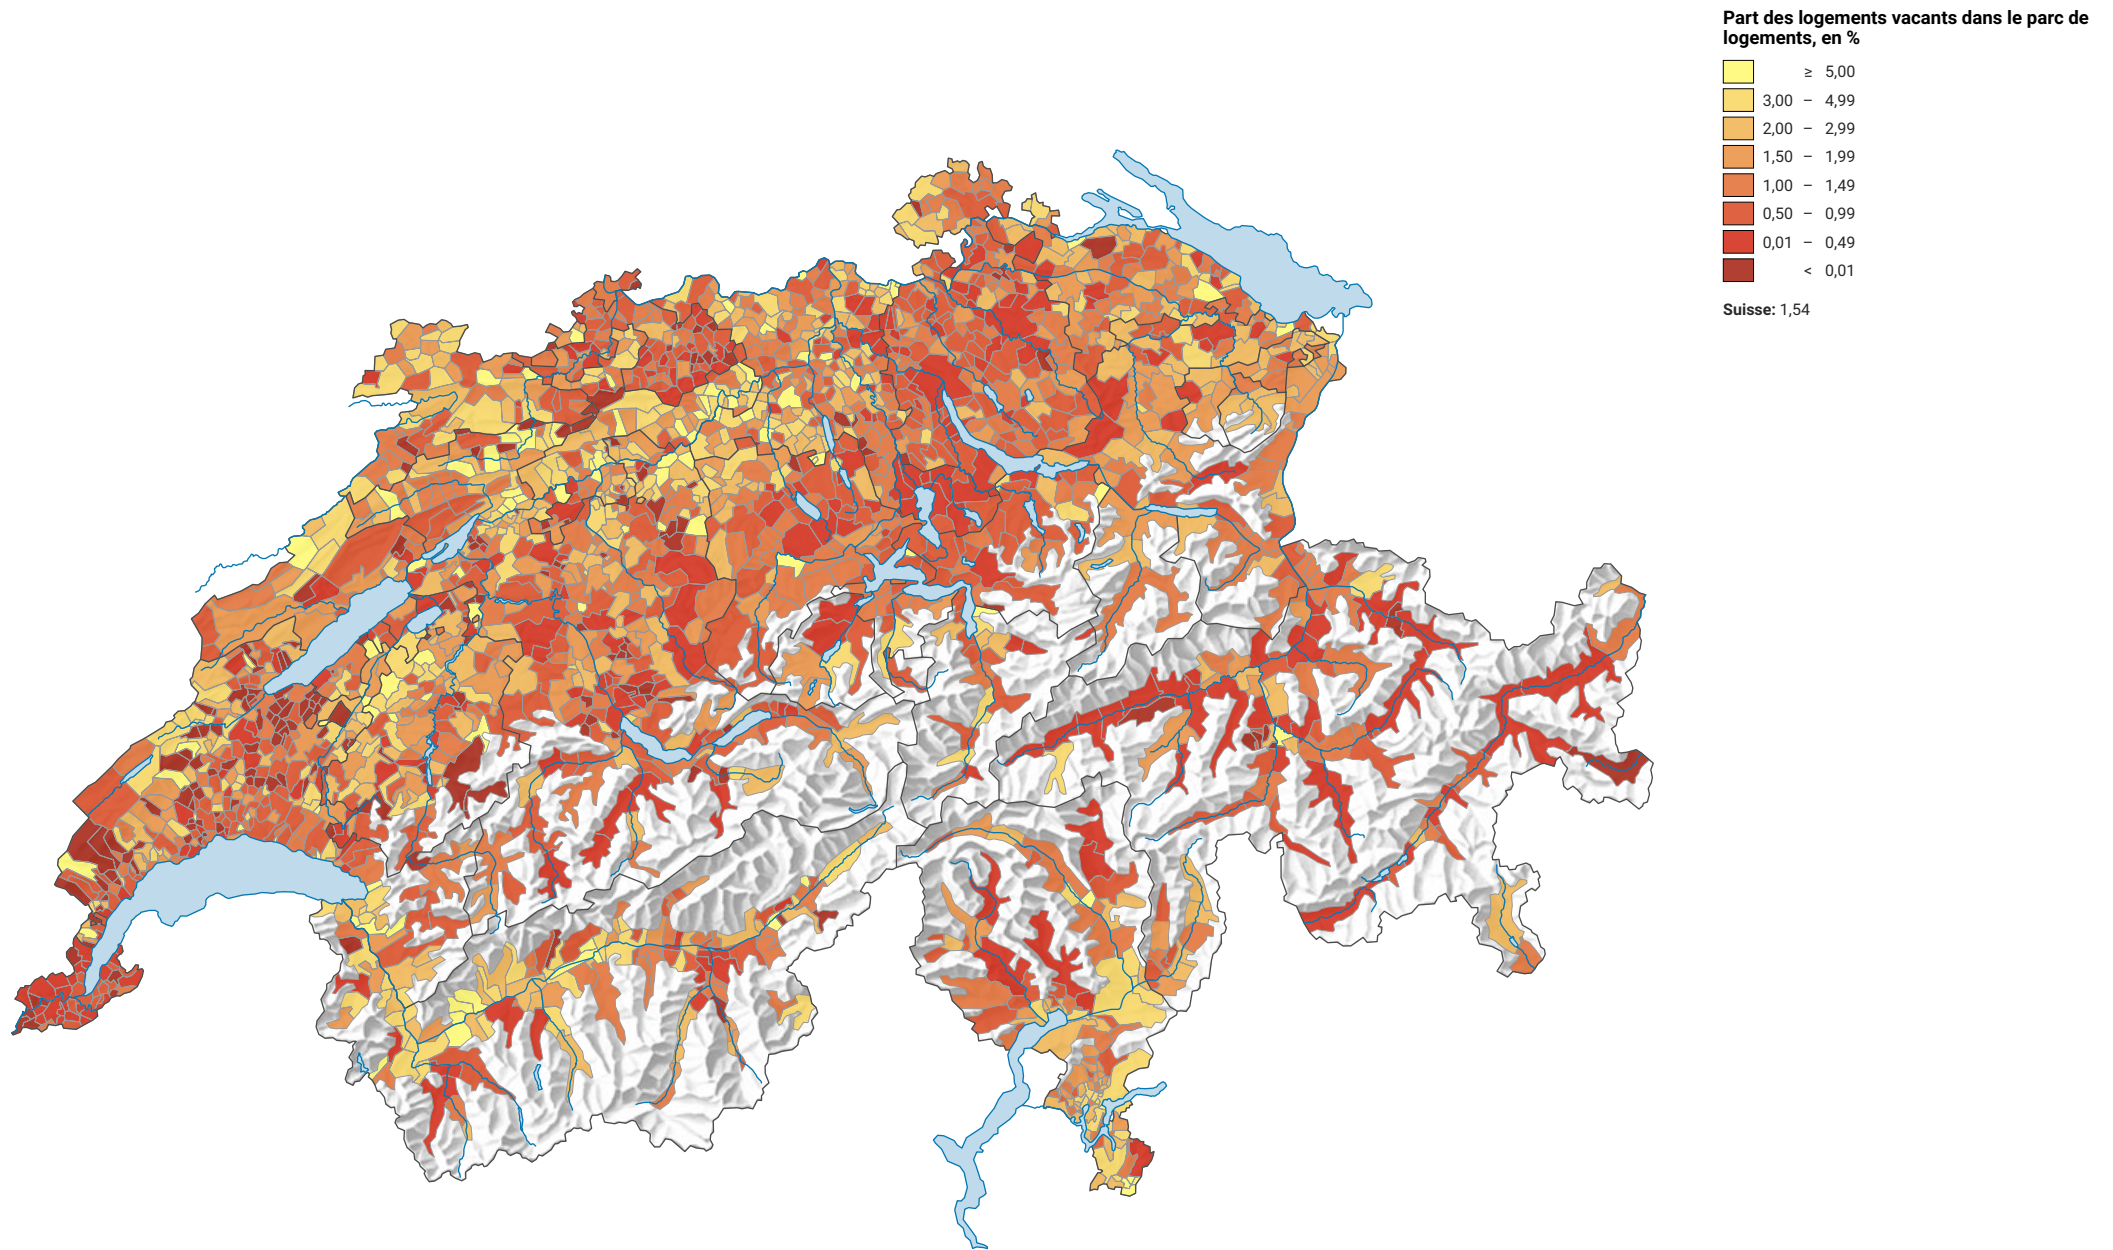 Part des logements vacants dans le parc de
logements, en %
≥ 5,00
3,00 – 4,99
2,00 – 2,99
1,50 – 1,99
1,00 – 1,49
0,50 – 0,99
0,01 – 0,49
< 0,01
Suisse: 1,54